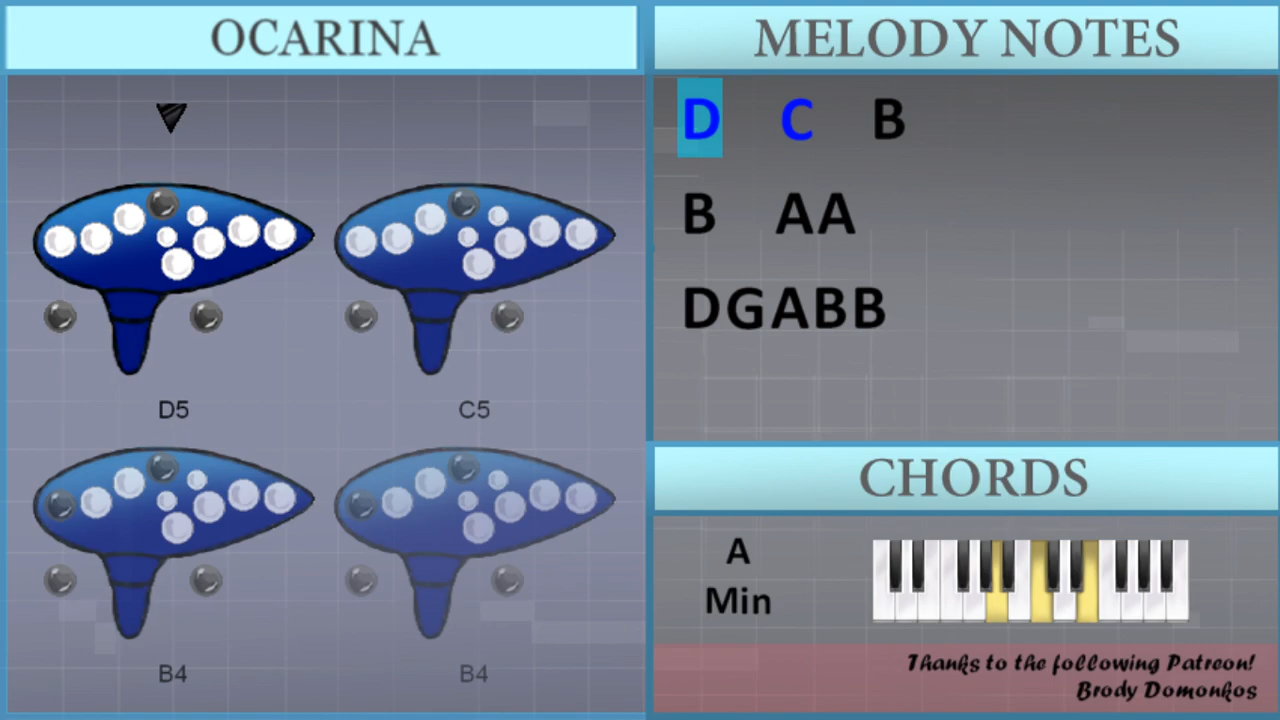 OCARINA
D5
C5
B4
B4
MELODY NOTES
D C B
B AA
DGABB
CHORDS
A
Min
Thanks to the following Patreon!
Brody Domonkos